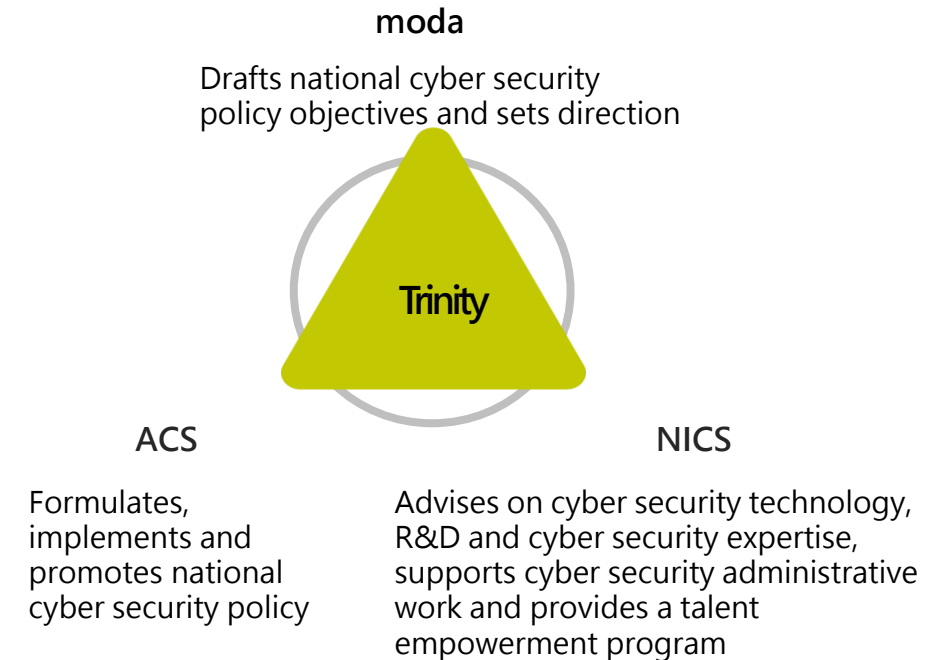 moda
Drafts national cyber security
policy objectives and sets direction
Trinity
ACS
Formulates,
implements and
promotes national
cyber security policy
NICS
Advises on cyber security technology,
R&D and cyber security expertise,
supports cyber security administrative
work and provides a talent
empowerment program